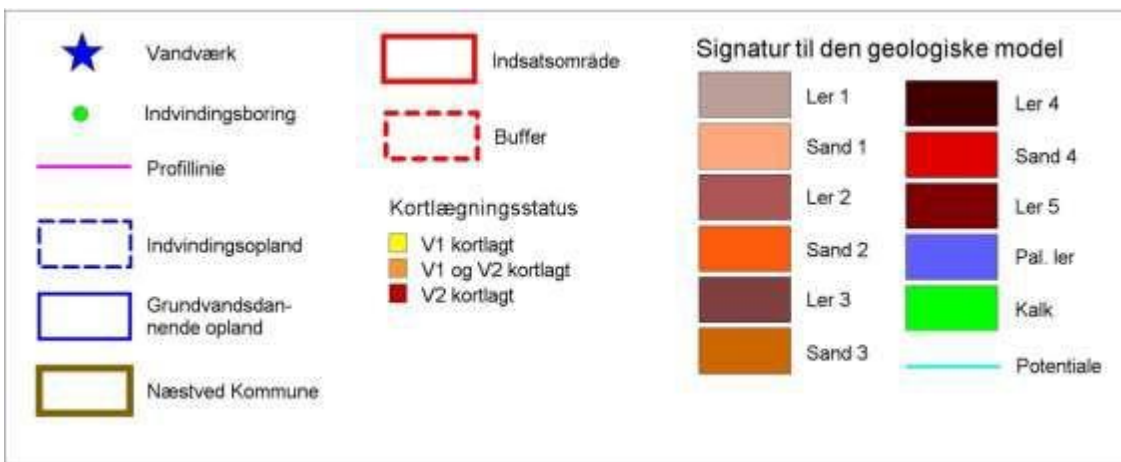 Vandværk
Indvindingsboring
Profillinie
Indvindingsopland
Grundvandsdan-
nende opland
Næstved Kommune
Indsatsområde
Buffer
Kortlægningsstatus
V1 kortlagt
V1 og V2 kortlagt
V2 kortlagt
Signatur til den geologiske model
Ler 1
Sand 1
Ler 2
Sand 2
Ler 3
Sand 3
Ler 4
Sand 4
Ler 5
Pal. ler
Kalk
Potentiale